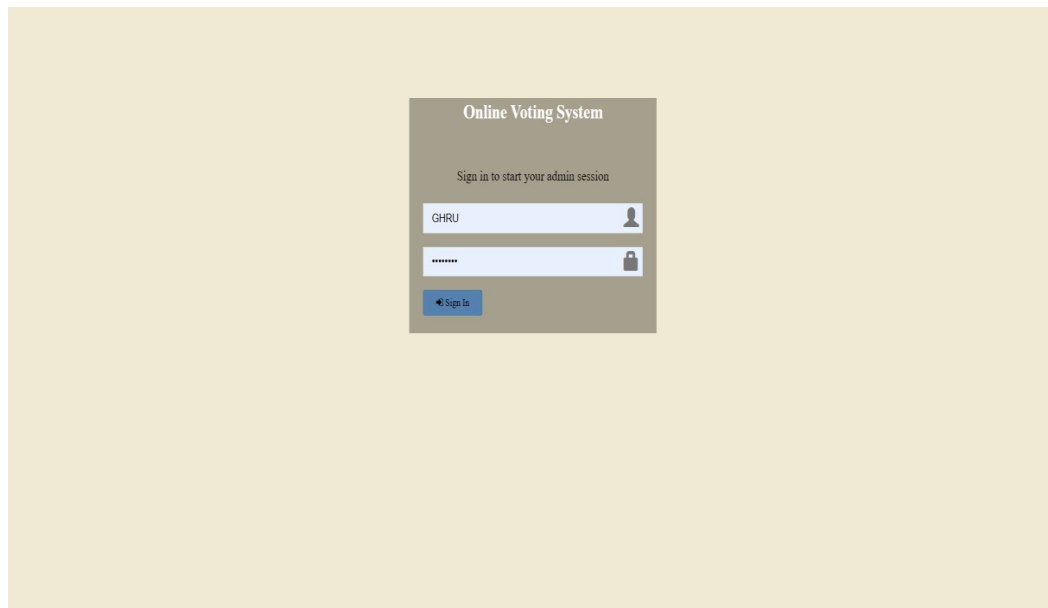 Online Voting System
Sign in to start your admin session
GHRU
••••••••
Sign In